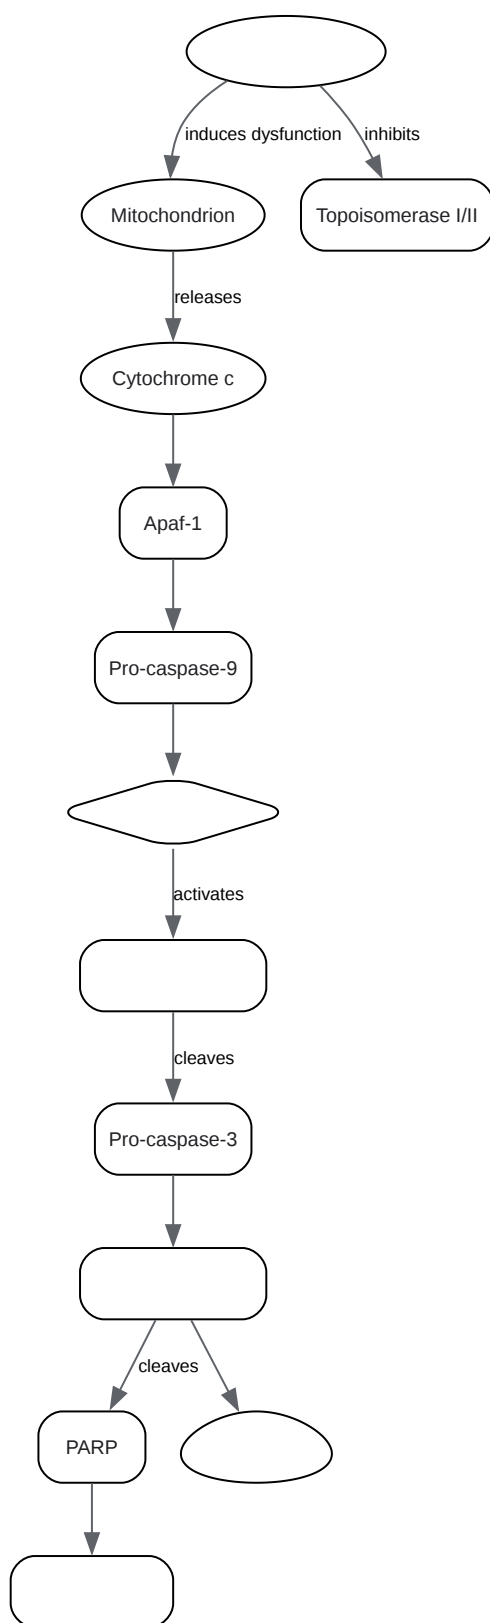 induces dysfunction
inhibits
Mitochondrion
Topoisomerase I/II
releases
Cytochrome c
Apaf-1
Pro-caspase-9
activates
cleaves
Pro-caspase-3
cleaves
PARP